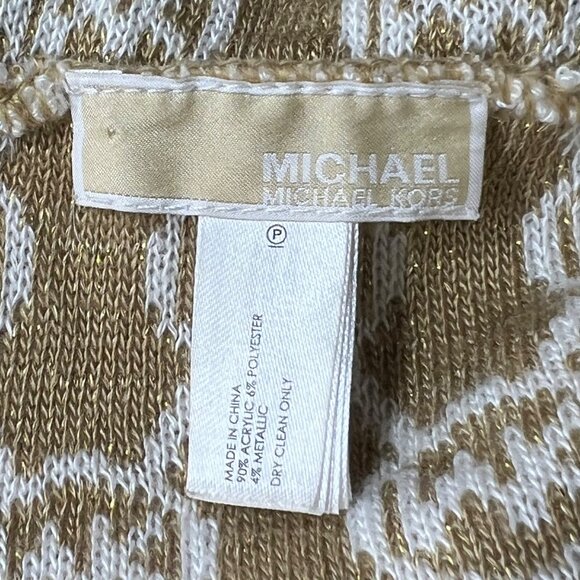 MICHAEL
MICHAEL KORS
P
MADE IN CHINA
90% ACRYLIC 6% POLYESTER
4% METALLIC
DRY CLEAN ONLY